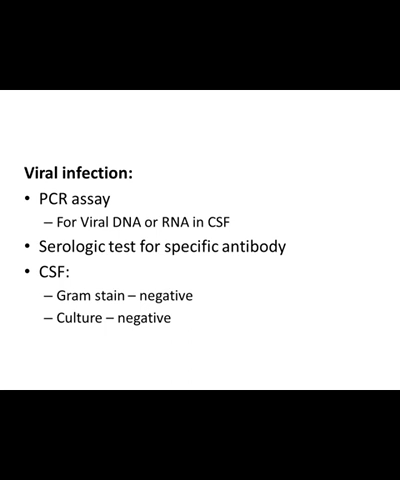 Viral infection:
• PCR assay
– For Viral DNA or RNA in CSF
• Serologic test for specific antibody
• CSF:
– Gram stain – negative
– Culture – negative